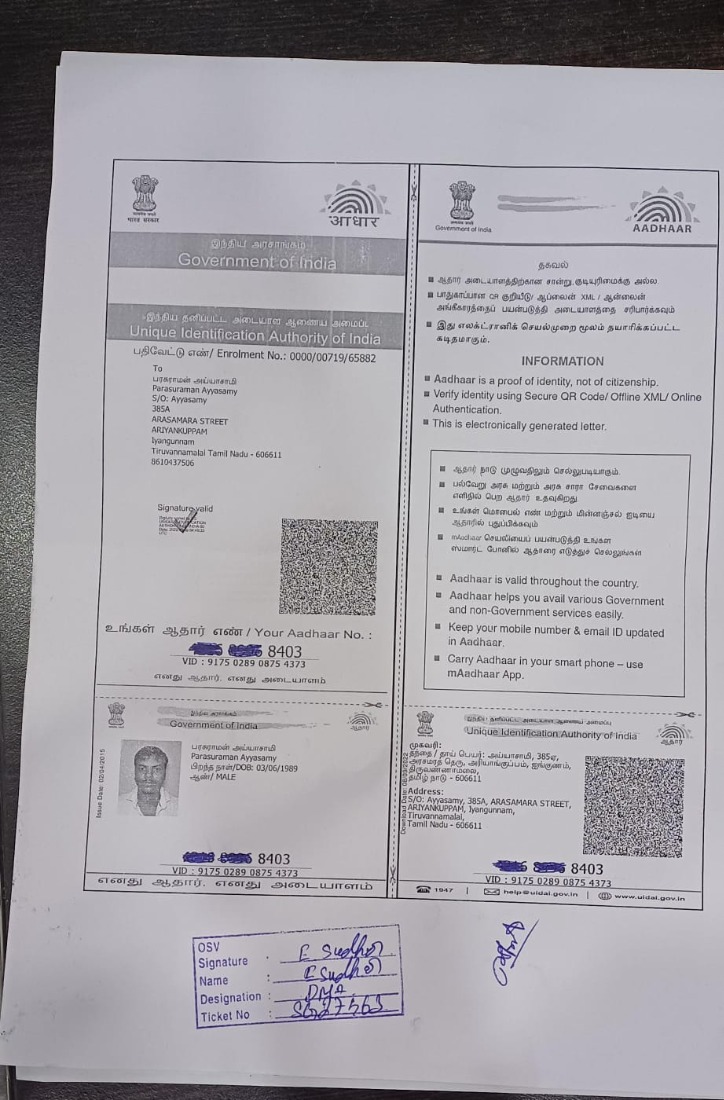 भारत सरकार
आधार
இந்திய அரசாங்கம்
Government of India
இந்திய தனிப்பட்ட அடையாள ஆணைய அமைப்பு
Unique Identification Authority of India
பதிவேட்டு எண்/ Enrolment No.: 0000/00719/65882
To
பரசுராமன் அய்யாசாமி
Parasuraman Ayyasamy
S/O: Ayyasamy
385A
ARASAMARA STREET
ARIYANKUPPAM
Iyangunnam
Tiruvannamalai Tamil Nadu - 606611
8610437506
Signature valid
உங்கள் ஆதார் எண் / Your Aadhaar No. :
8403
VID : 9175 0289 0875 4373
எனது ஆதார், எனது அடையாளம்
Government of India
AADHAAR
தகவல்
ஆதார் அடையாளத்திற்கான சான்று, குடியுரிமைக்கு அல்ல.
பாதுகாப்பான QR குறியீடு/ ஆப்லைன் XML / ஆன்லைன்
அங்கீகாரத்தைப் பயன்படுத்தி அடையாளத்தை சரிபார்க்கவும்
இது எலக்ட்ரானிக் செயல்முறை மூலம் தயாரிக்கப்பட்ட
கடிதமாகும்.
INFORMATION
Aadhaar is a proof of identity, not of citizenship.
Verify identity using Secure QR Code/ Offline XML/ Online
Authentication.
This is electronically generated letter.
ஆதார் நாடு முழுவதிலும் செல்லுபடியாகும்.
பல்வேறு அரசு மற்றும் அரசு சாரா சேவைகளை
எளிதில் பெற ஆதார் உதவுகிறது
உங்கள் மொபைல் எண் மற்றும் மின்னஞ்சல் ஐடியை
ஆதாரில் புதுப்பிக்கவும்
mAadhaar செயலியைப் பயன்படுத்தி உங்கள்
ஸ்மார்ட் போனில் ஆதாரை எடுத்துச் செல்லுங்கள்
Aadhaar is valid throughout the country.
Aadhaar helps you avail various Government
and non-Government services easily.
Keep your mobile number & email ID updated
in Aadhaar.
Carry Aadhaar in your smart phone – use
mAadhaar App.
இந்திய அரசாங்கம்
Government of India
Issue Date: 02/04/2015
பரசுராமன் அய்யாசாமி
Parasuraman Ayyasamy
பிறந்த நாள்/DOB: 03/06/1989
ஆண்/ MALE
8403
VID : 9175 0289 0875 4373
எனது ஆதார், எனது அடையாளம்
இந்திய தனிப்பட்ட அடையாள ஆணைய அமைப்பு
Unique Identification Authority of India
ஆதார்
முகவரி:
தந்தை / தாய் பெயர்: அய்யாசாமி, 385ஏ,
அரசமரத் தெரு, அரியாங்குப்பம், ஐங்குணம்,
திருவண்ணாமலை,
தமிழ் நாடு - 606611
Address:
S/O: Ayyasamy, 385A, ARASAMARA STREET,
ARIYANKUPPAM, Iyangunnam,
Tiruvannamalai,
Tamil Nadu - 606611
8403
VID : 9175 0289 0875 4373
1947 | help@uidai.gov.in | www.uidai.gov.in
OSV
Signature : E Sudhor
Name : E Sudhor
Designation :
Ticket No : SG27563